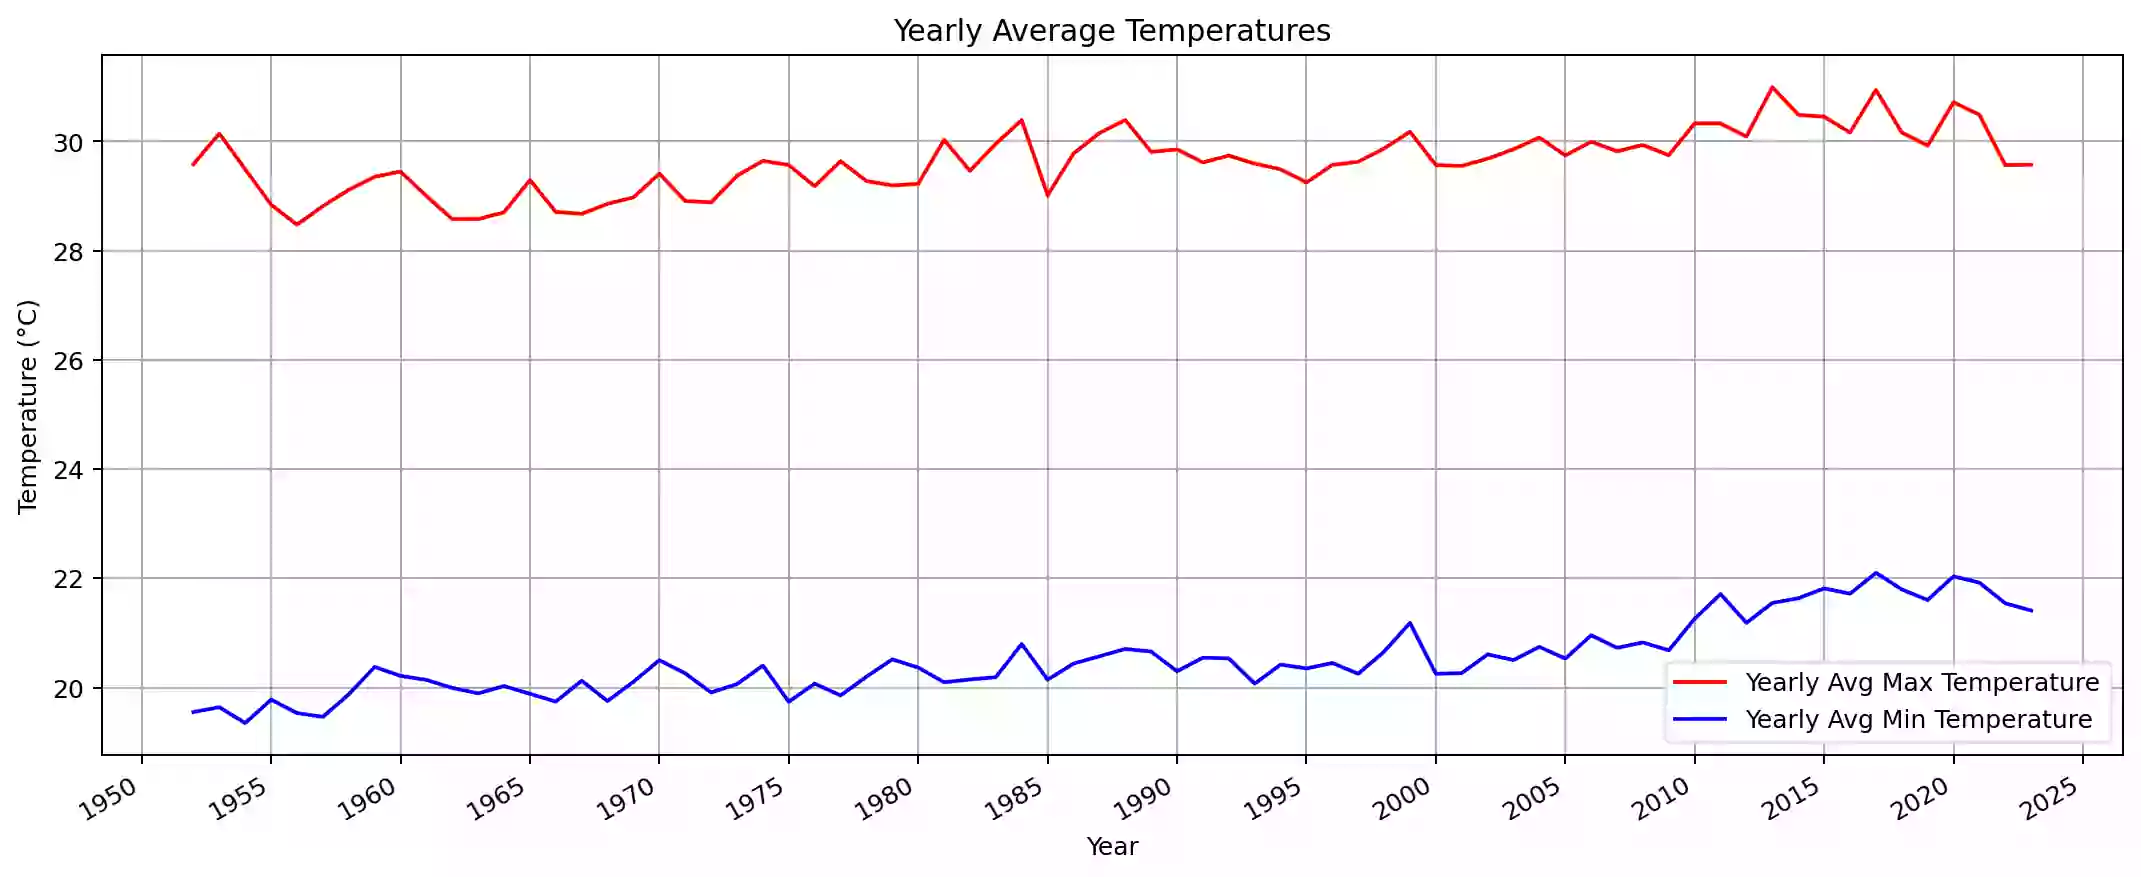 Yearly Average Temperatures
Temperature (°C)
30
28
26
24
22
20
Yearly Avg Max Temperature
Yearly Avg Min Temperature
1950 1955 1960 1965 1970 1975 1980 1985 1990 1995 2000 2005 2010 2015 2020 2025
Year